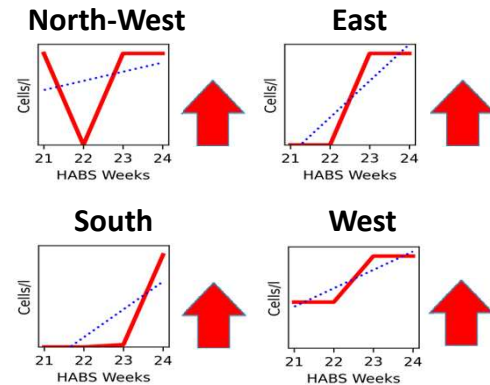 North-West
Cells/l
21 22 23 24
HABS Weeks
East
Cells/l
21 22 23 24
HABS Weeks
South
Cells/l
21 22 23 24
HABS Weeks
West
Cells/l
21 22 23 24
HABS Weeks